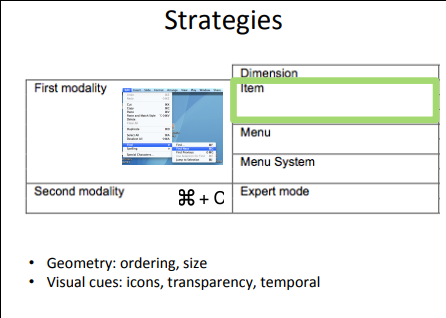 Strategies
Dimension
First modality
Item
Menu
Menu System
Second modality
⌘ + C
Expert mode
• Geometry: ordering, size
• Visual cues: icons, transparency, temporal